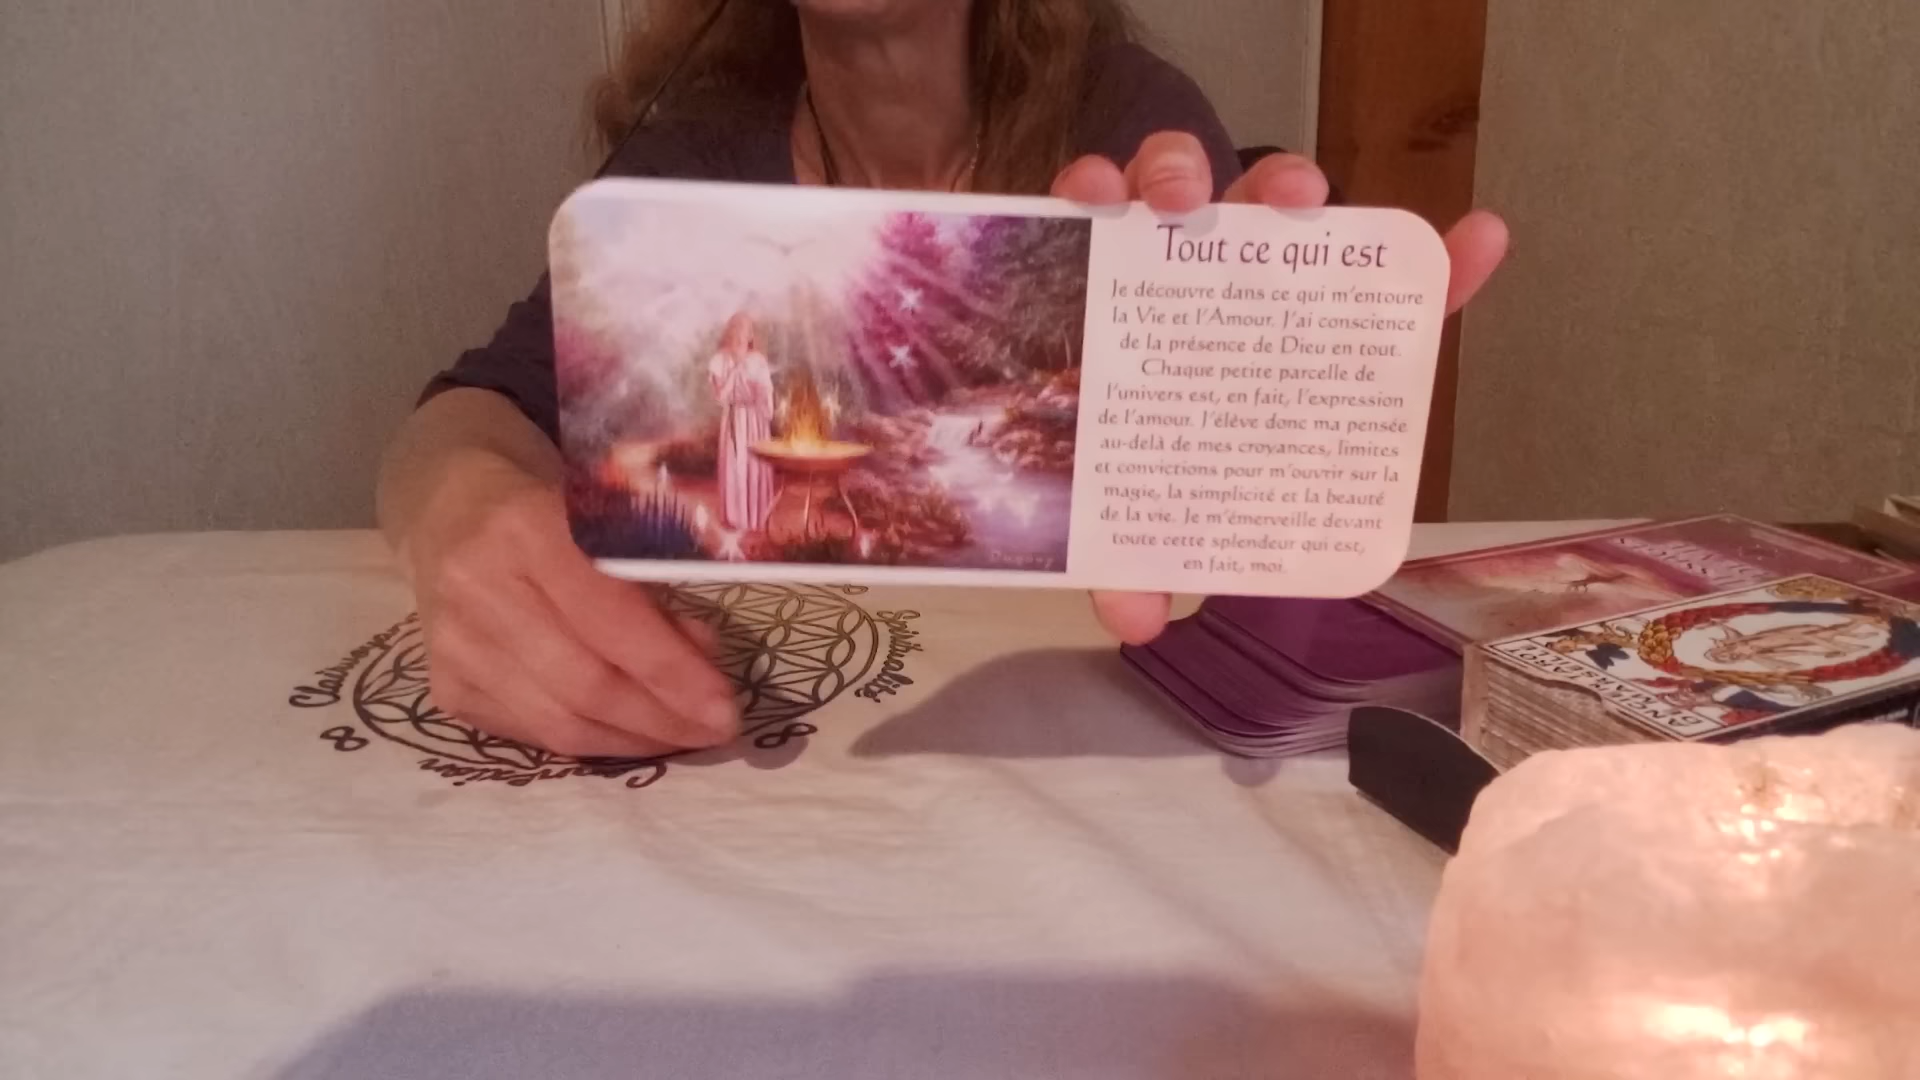 Tout ce qui est
Je découvre dans ce qui m'entoure
la Vie et l'Amour. J'ai conscience
de la présence de Dieu en tout.
Chaque petite parcelle de
l'univers est, en fait, l'expression
de l'amour. J'élève donc ma pensée
au-delà de mes croyances, limites
et convictions pour m'ouvrir sur la
magie, la simplicité et la beauté
de la vie. Je m'émerveille devant
toute cette splendeur qui est,
en fait, moi.
Spiritualité